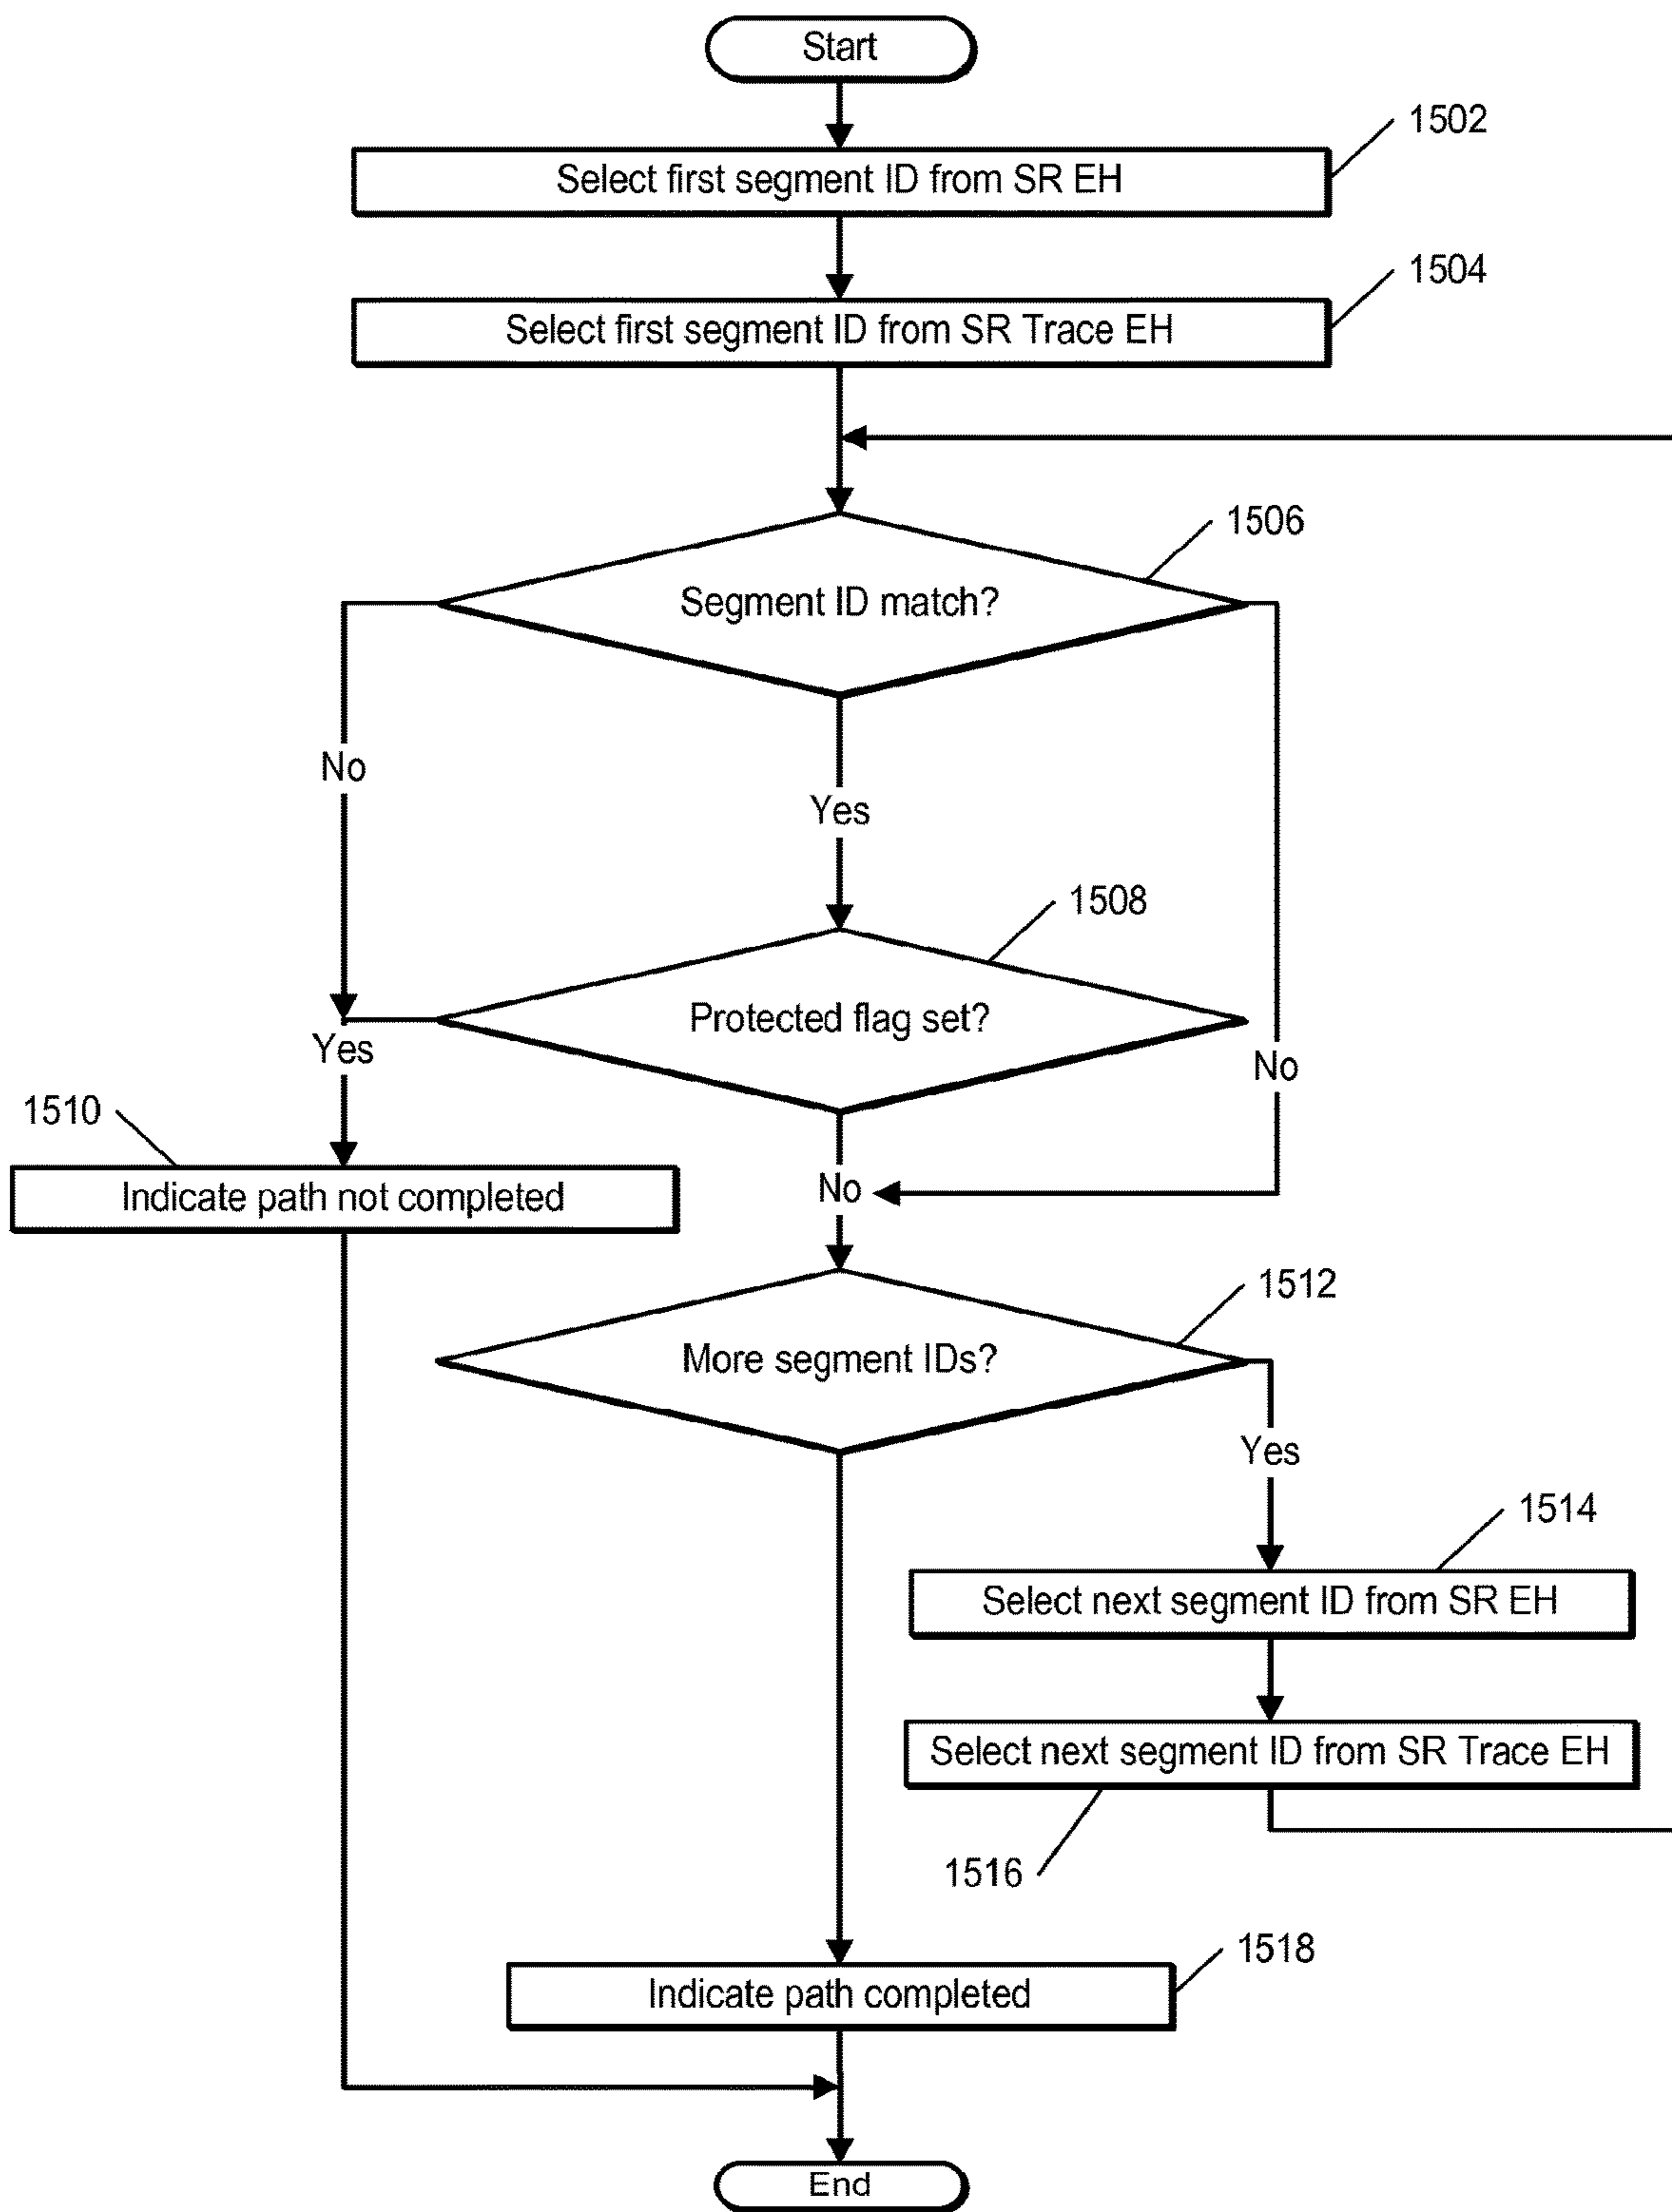 Start
1502
Select first segment ID from SR EH
1504
Select first segment ID from SR Trace EH
1506
Segment ID match?
No
Yes
1508
Protected flag set?
Yes
No
1510
Indicate path not completed
No
1512
More segment IDs?
Yes
1514
Select next segment ID from SR EH
Select next segment ID from SR Trace EH
1516
1518
Indicate path completed
End